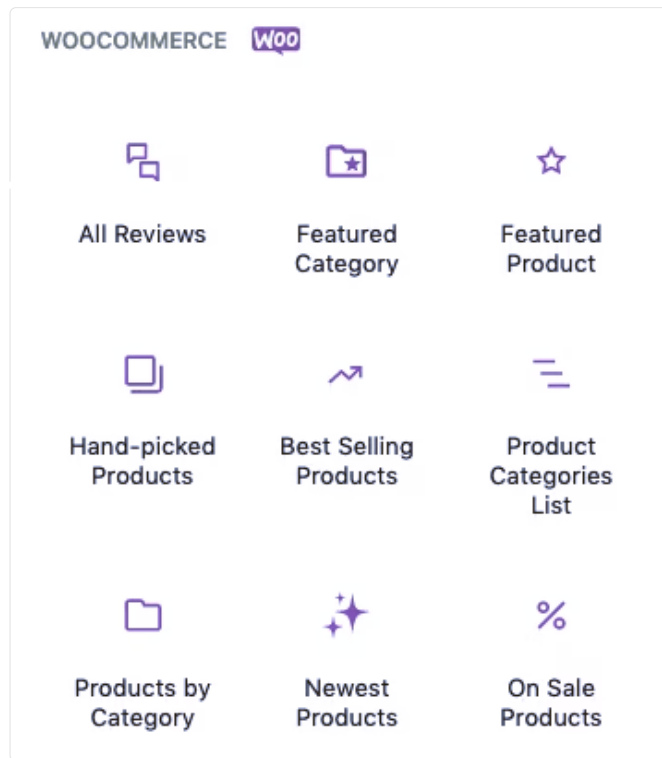 WOOCOMMERCE WOO
All Reviews
Featured
Category
Featured
Product
Hand-picked
Products
Best Selling
Products
Product
Categories
List
Products by
Category
Newest
Products
On Sale
Products